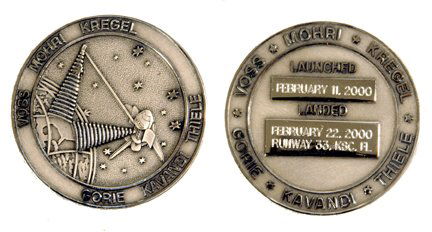 VOSS MOHRI KREGEL THIELE KAVANDI GORIE
VOSS ★ MOHRI ★ KREGEL ★ THIELE ★ KAVANDI ★ GORIE ★
LAUNCHED
FEBRUARY 11, 2000
LANDED
FEBRUARY 22, 2000
RUNWAY 33, KSC, FL